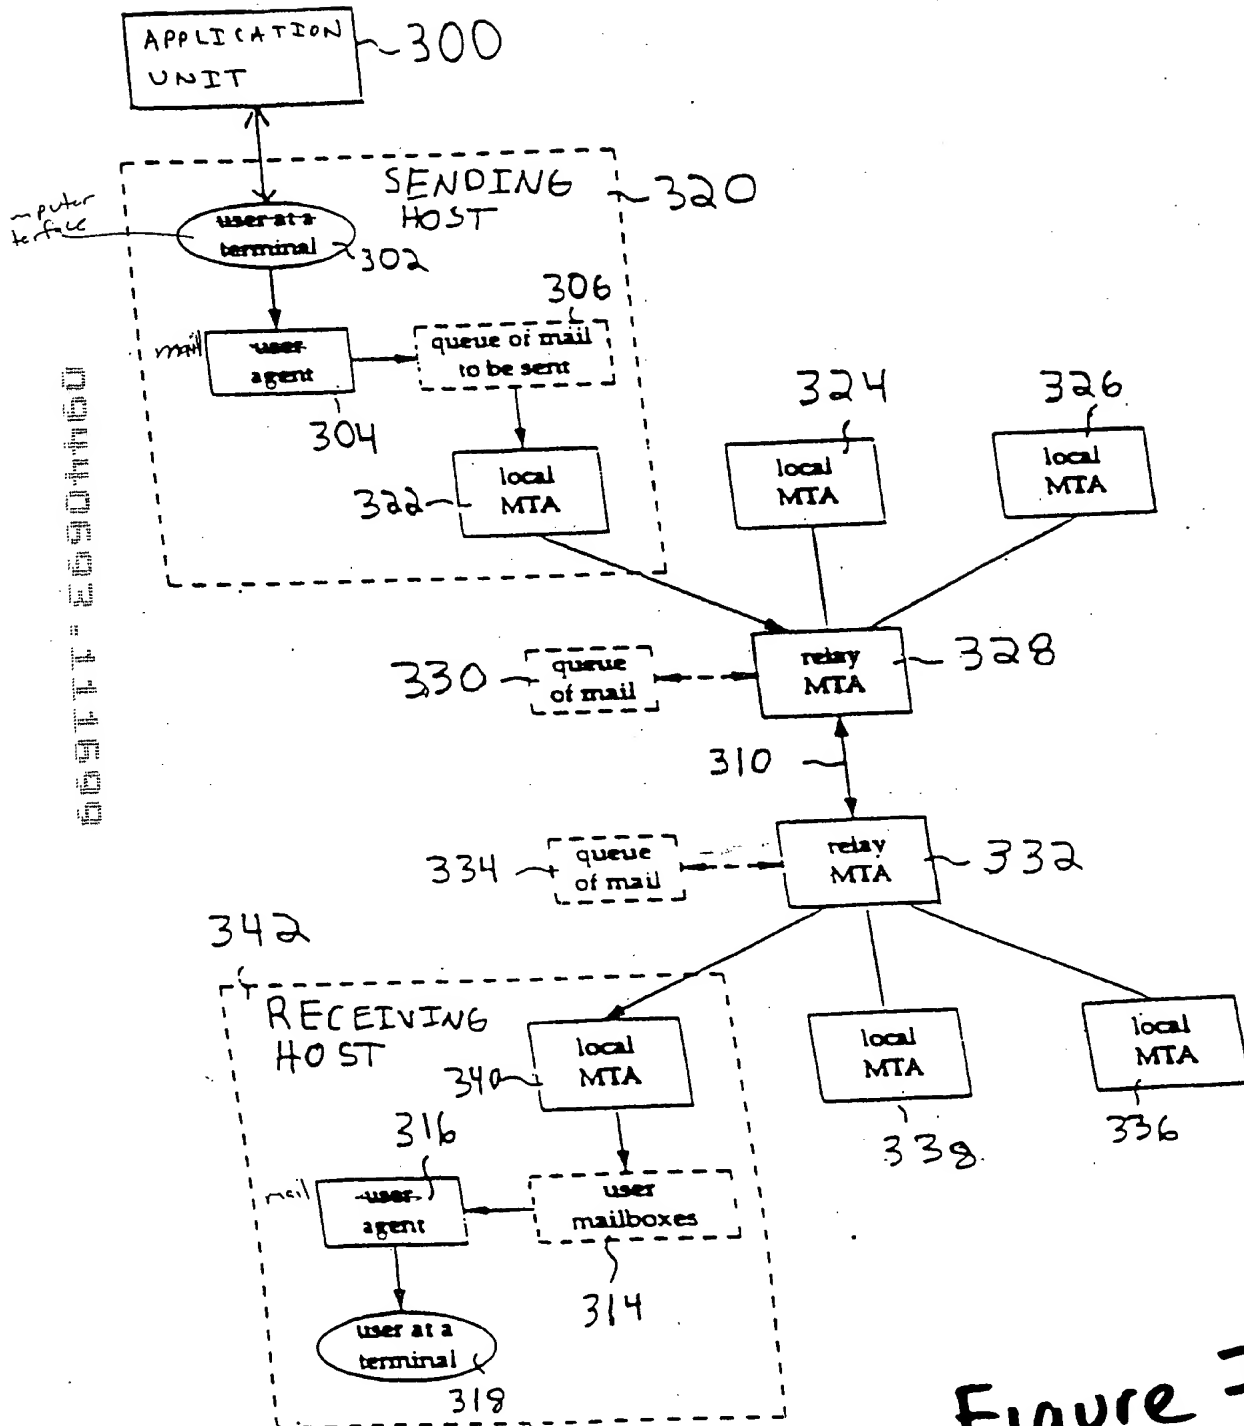 APPLICATION
UNIT
300
SENDING
HOST
320
user at a
terminal
302
306
mail
user
agent
304
queue of mail
to be sent
322
local
MTA
324
local
MTA
326
local
MTA
330
queue
of mail
relay
MTA
328
310
334
queue
of mail
relay
MTA
332
342
RECEIVING
HOST
340
local
MTA
local
MTA
338
local
MTA
336
316
mail
user
agent
user
mailboxes
314
user at a
terminal
318
09440693.111699
Figure